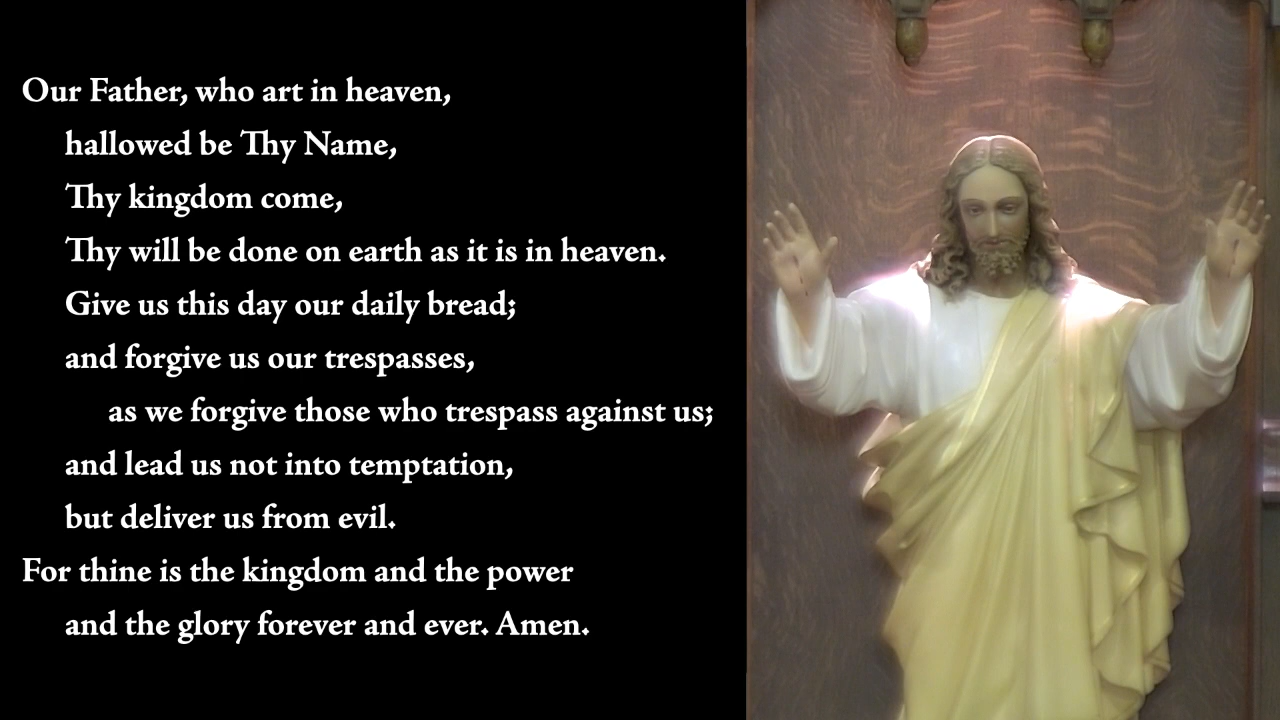 Our Father, who art in heaven,
hallowed be Thy Name,
Thy kingdom come,
Thy will be done on earth as it is in heaven.
Give us this day our daily bread;
and forgive us our trespasses,
as we forgive those who trespass against us;
and lead us not into temptation,
but deliver us from evil.
For thine is the kingdom and the power
and the glory forever and ever. Amen.